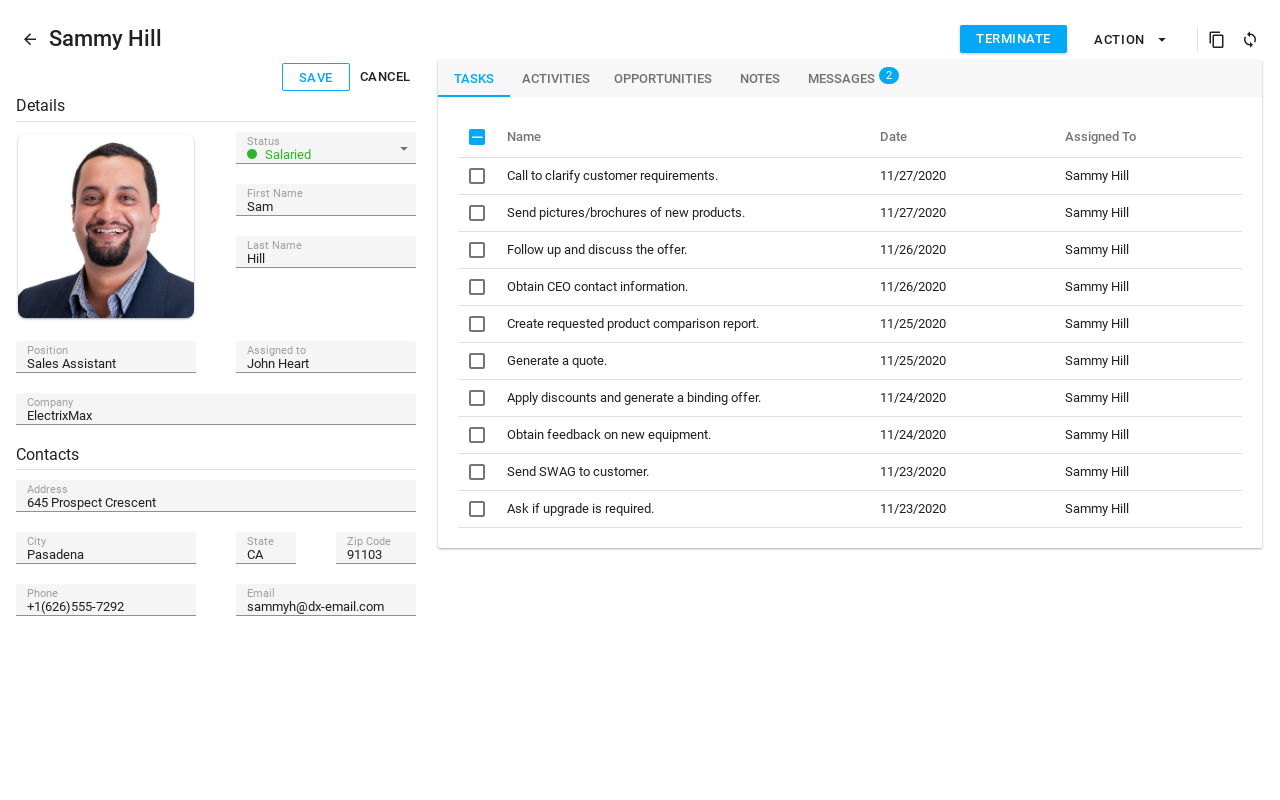 Sammy Hill
TERMINATE
ACTION
SAVE
CANCEL
Details
Status
Salaried
First Name
Sam
Last Name
Hill
Position
Sales Assistant
Assigned to
John Heart
Company
ElectrixMax
Contacts
Address
645 Prospect Crescent
City
Pasadena
State
CA
Zip Code
91103
Phone
+1(626)555-7292
Email
sammyh@dx-email.com
TASKS
ACTIVITIES
OPPORTUNITIES
NOTES
MESSAGES 2
Name Date Assigned To
Call to clarify customer requirements. 11/27/2020 Sammy Hill
Send pictures/brochures of new products. 11/27/2020 Sammy Hill
Follow up and discuss the offer. 11/26/2020 Sammy Hill
Obtain CEO contact information. 11/26/2020 Sammy Hill
Create requested product comparison report. 11/25/2020 Sammy Hill
Generate a quote. 11/25/2020 Sammy Hill
Apply discounts and generate a binding offer. 11/24/2020 Sammy Hill
Obtain feedback on new equipment. 11/24/2020 Sammy Hill
Send SWAG to customer. 11/23/2020 Sammy Hill
Ask if upgrade is required. 11/23/2020 Sammy Hill